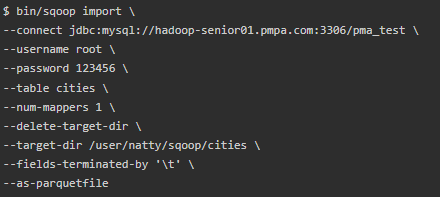 $ bin/sqoop import \
--connect jdbc:mysql://hadoop-senior01.pmpa.com:3306/pma_test \
--username root \
--password 123456 \
--table cities \
--num-mappers 1 \
--delete-target-dir \
--target-dir /user/natty/sqoop/cities \
--fields-terminated-by '\t' \
--as-parquetfile